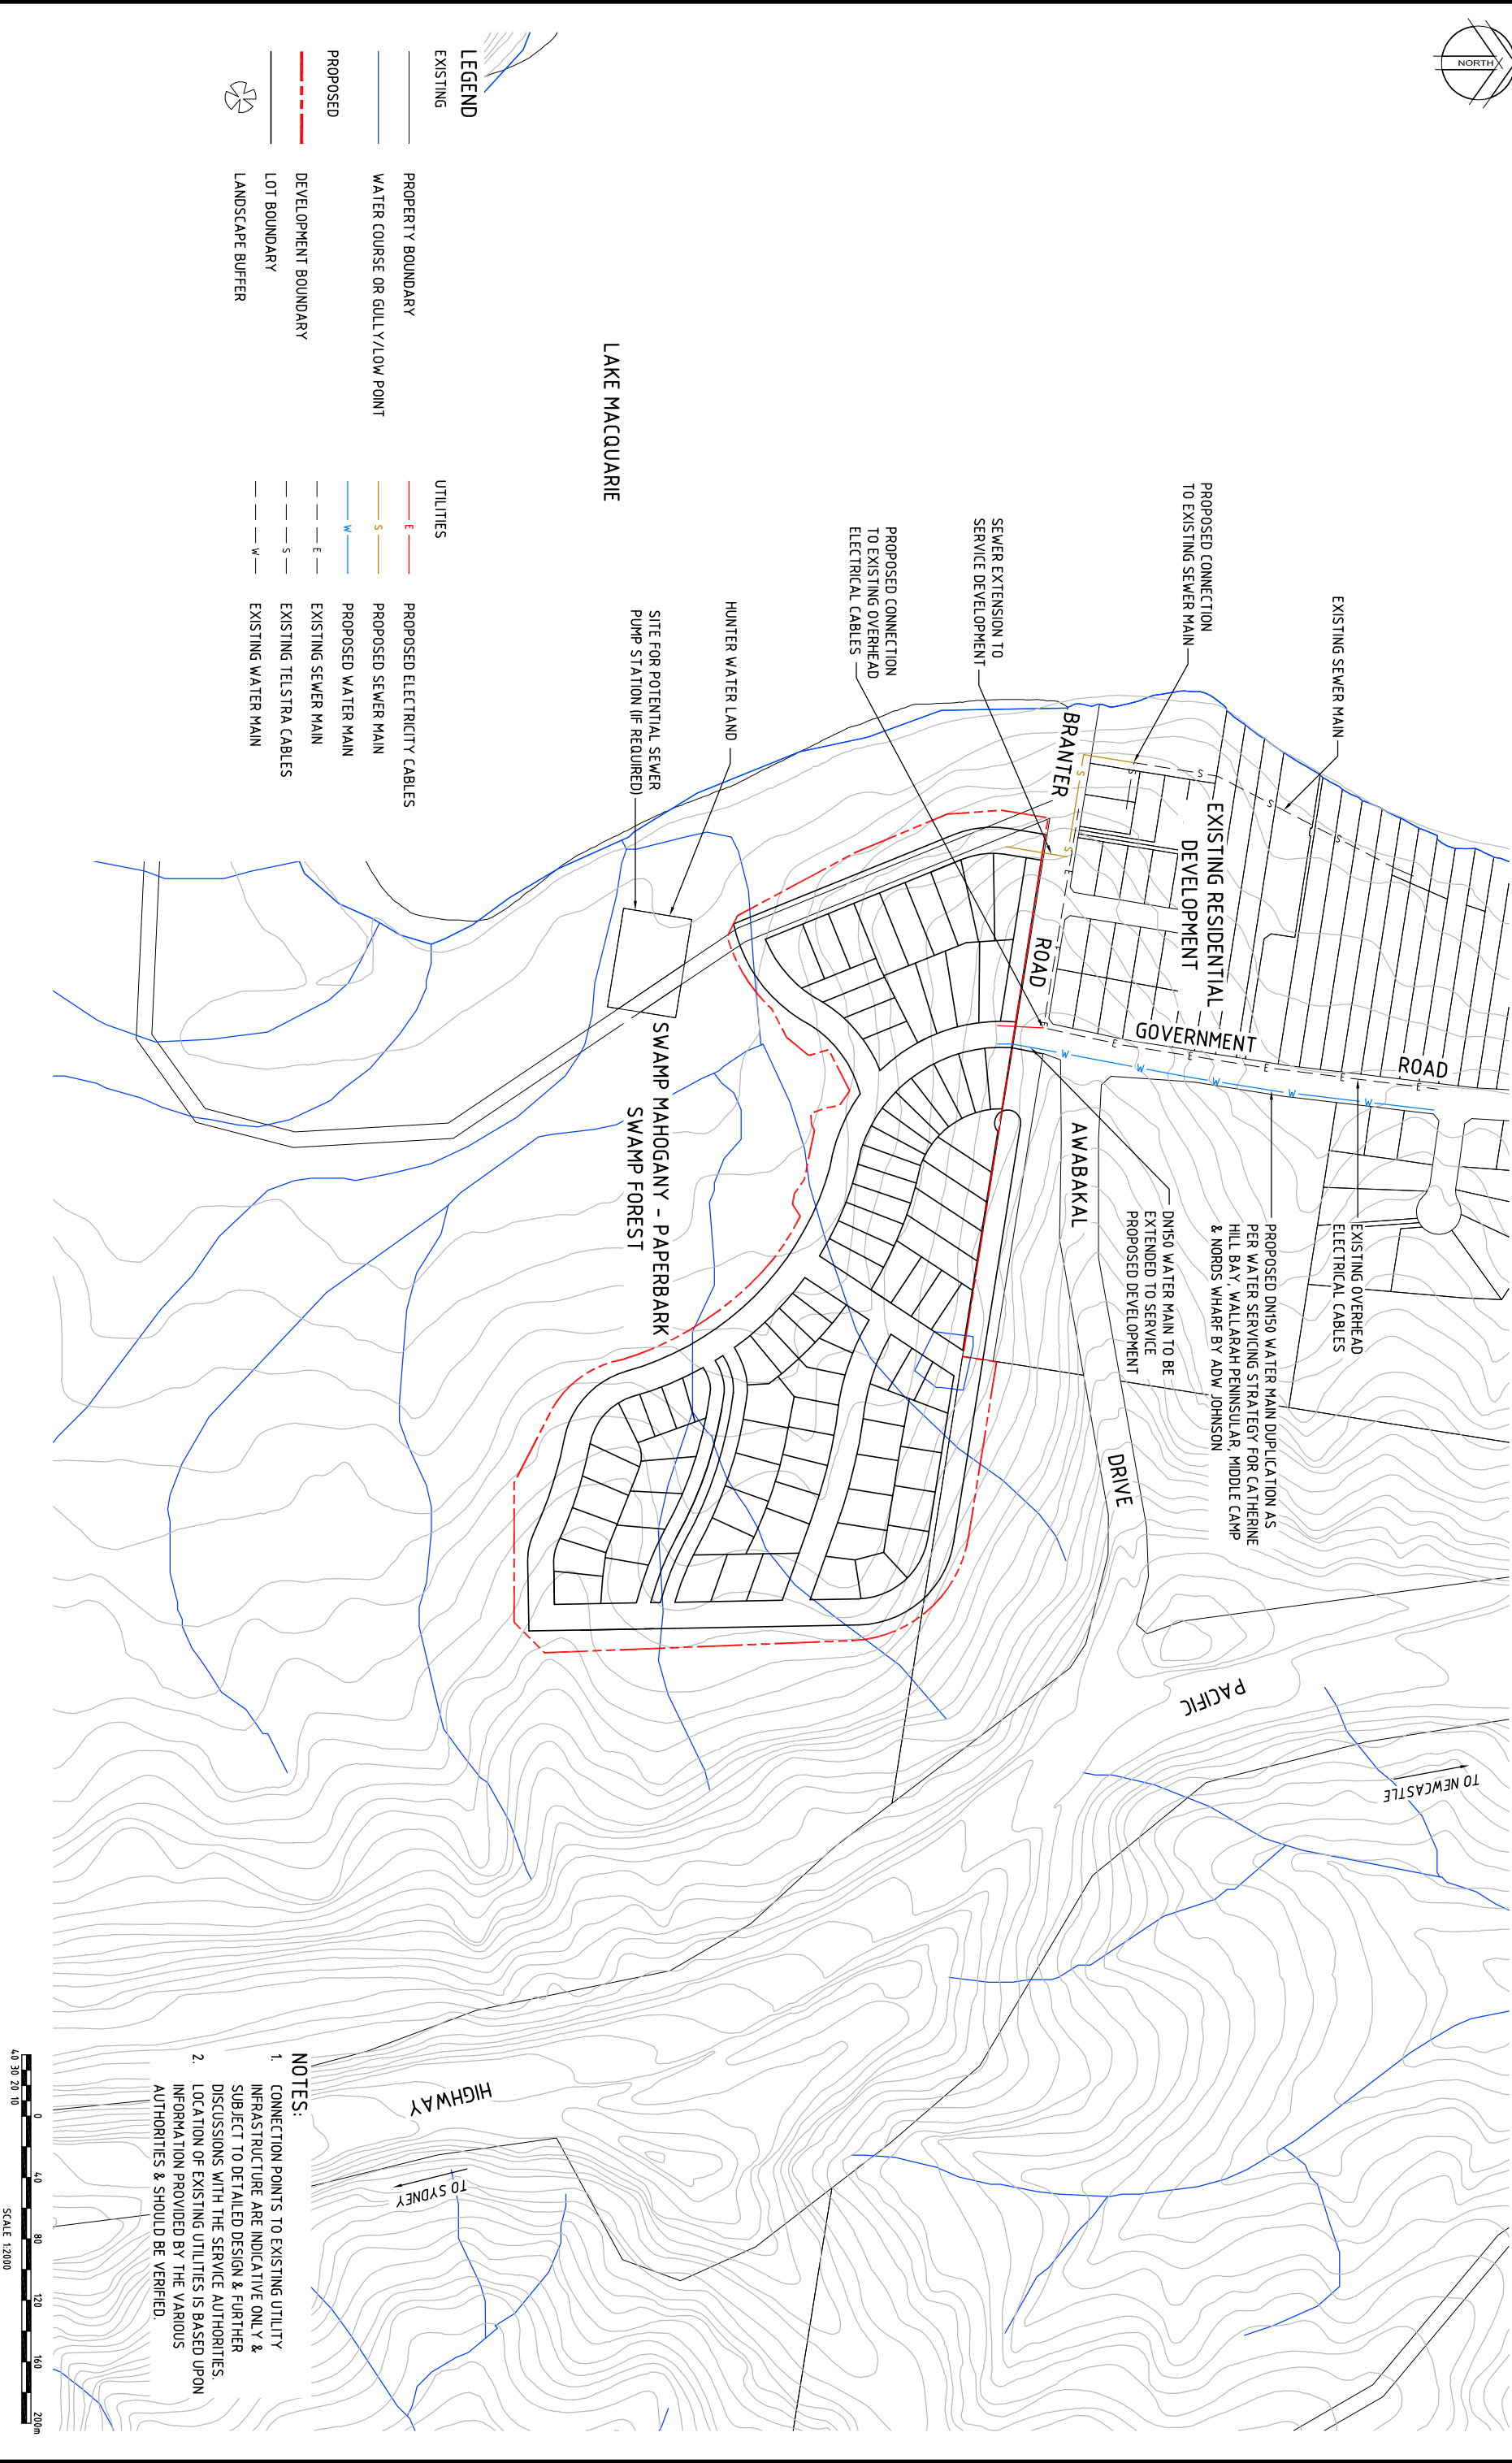 NORTH
LEGEND
EXISTING
PROPERTY BOUNDARY
WATER COURSE OR GULLY/LOW POINT
PROPOSED
DEVELOPMENT BOUNDARY
LOT BOUNDARY
LANDSCAPE BUFFER
UTILITIES
E
PROPOSED ELECTRICITY CABLES
S
PROPOSED SEWER MAIN
W
PROPOSED WATER MAIN
E
EXISTING SEWER MAIN
S
EXISTING TELSTRA CABLES
W
EXISTING WATER MAIN
LAKE MACQUARIE
EXISTING SEWER MAIN
PROPOSED CONNECTION
TO EXISTING SEWER MAIN
SEWER EXTENSION TO
SERVICE DEVELOPMENT
PROPOSED CONNECTION
TO EXISTING OVERHEAD
ELECTRICAL CABLES
HUNTER WATER LAND
SITE FOR POTENTIAL SEWER
PUMP STATION (IF REQUIRED)
BRANTER
ROAD
EXISTING RESIDENTIAL
DEVELOPMENT
GOVERNMENT
ROAD
S
S
S
S
S
S
E
E
E
E
E
E
E
W
W
W
W
W
AWABAKAL
DRIVE
EXISTING OVERHEAD
ELECTRICAL CABLES
PROPOSED DN150 WATER MAIN DUPLICATION AS
PER WATER SERVICING STRATEGY FOR CATHERINE
HILL BAY, WALLARAH PENINSULAR, MIDDLE CAMP
& NORDS WHARF BY ADW JOHNSON
DN150 WATER MAIN TO BE
EXTENDED TO SERVICE
PROPOSED DEVELOPMENT
SWAMP MAHOGANY - PAPERBARK
SWAMP FOREST
PACIFIC
HIGHWAY
TO NEWCASTLE
TO SYDNEY
NOTES:
1. CONNECTION POINTS TO EXISTING UTILITY
INFRASTRUCTURE ARE INDICATIVE ONLY &
SUBJECT TO DETAILED DESIGN & FURTHER
DISCUSSIONS WITH THE SERVICE AUTHORITIES.
2. LOCATION OF EXISTING UTILITIES IS BASED UPON
INFORMATION PROVIDED BY THE VARIOUS
AUTHORITIES & SHOULD BE VERIFIED.
40 30 20 10 0 40 80 120 160 200m
SCALE 1:2000